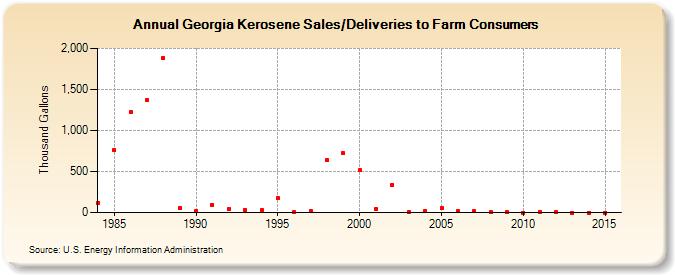 Annual Georgia Kerosene Sales/Deliveries to Farm Consumers
Thousand Gallons
2,000
1,500
1,000
500
0
1985 1990 1995 2000 2005 2010 2015
Source: U.S. Energy Information Administration